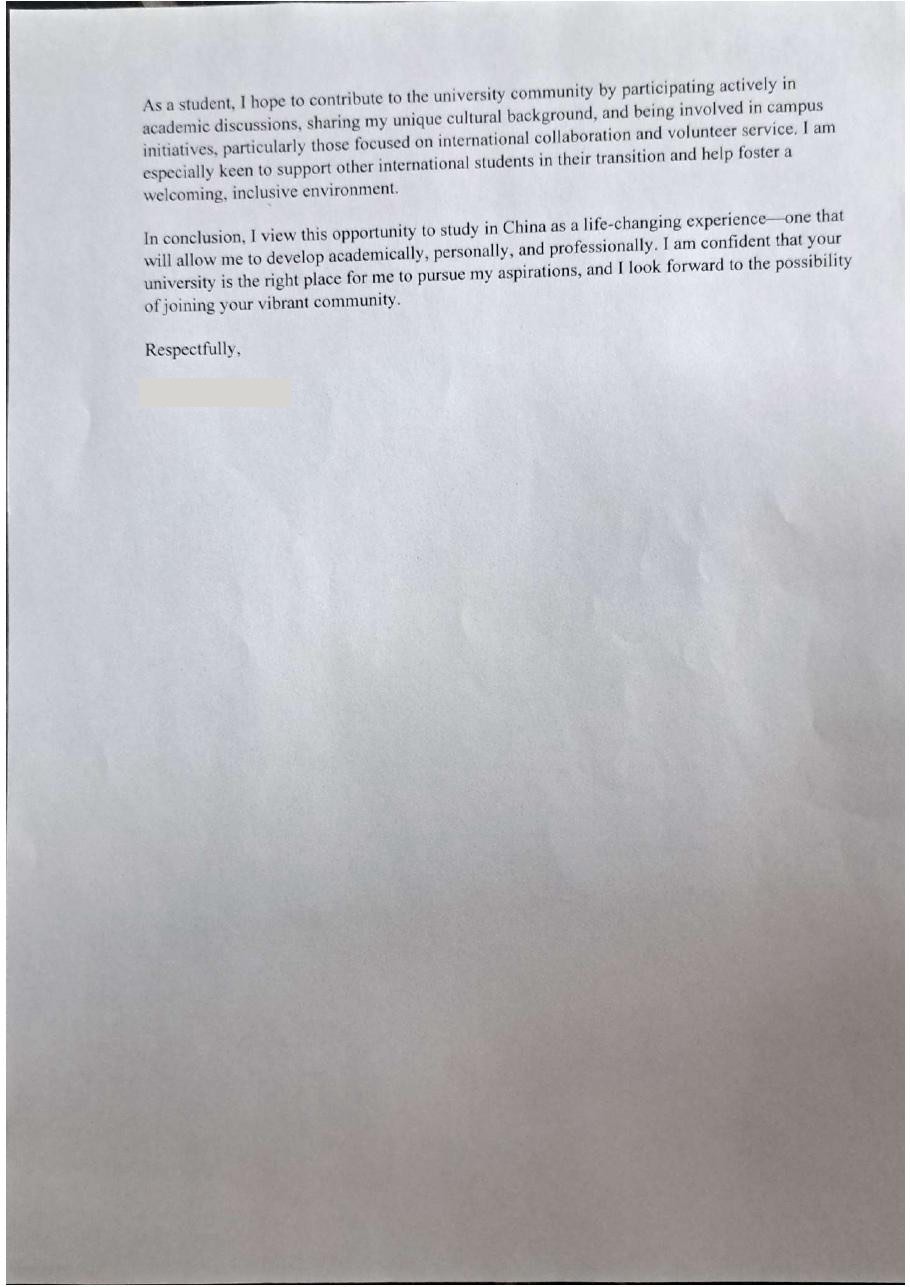 As a student, I hope to contribute to the university community by participating actively in
academic discussions, sharing my unique cultural background, and being involved in campus
initiatives, particularly those focused on international collaboration and volunteer service. I am
especially keen to support other international students in their transition and help foster a
welcoming, inclusive environment.
In conclusion, I view this opportunity to study in China as a life-changing experience—one that
will allow me to develop academically, personally, and professionally. I am confident that your
university is the right place for me to pursue my aspirations, and I look forward to the possibility
of joining your vibrant community.
Respectfully,